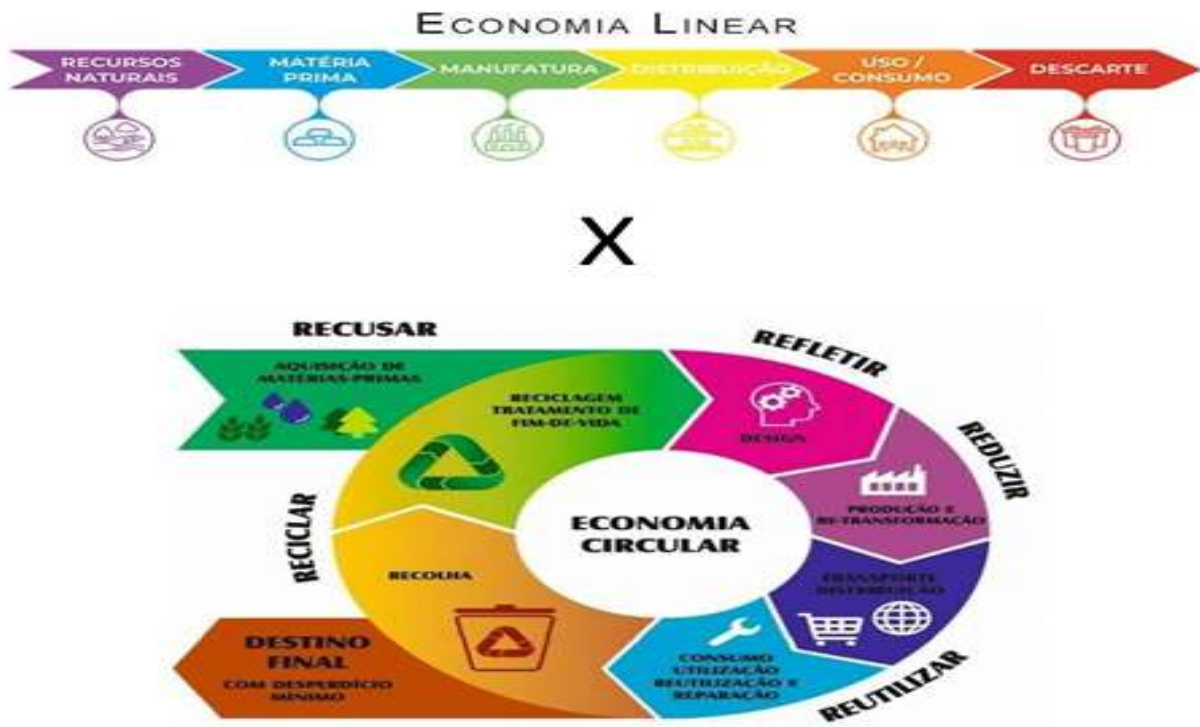 ECONOMIA LINEAR
RECURSOS
NATURAIS
MATÉRIA
PRIMA
MANUFATURA
DISTRIBUIÇÃO
USO /
CONSUMO
DESCARTE
X
RECUSAR
AQUISIÇÃO DE
MATÉRIAS-PRIMAS
RECICLAGEM
TRATAMENTO DE
FIM-DE-VIDA
REFLETIR
DESIGN
REDUZIR
PRODUÇÃO E
RE-TRANSFORMAÇÃO
TRANSPORTE
DISTRIBUIÇÃO
REUTILIZAR
CONSUMO
UTILIZAÇÃO
REUTILIZAÇÃO E
REPARAÇÃO
RECICLAR
RECOLHA
ECONOMIA
CIRCULAR
DESTINO
FINAL
COM DESPERDÍCIO
MÍNIMO